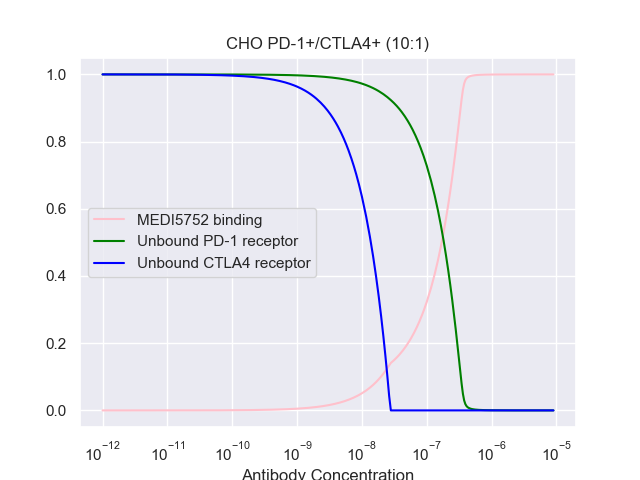 CHO PD-1+/CTLA4+ (10:1)
1.0
0.8
0.6
0.4
0.2
0.0
MEDI5752 binding
Unbound PD-1 receptor
Unbound CTLA4 receptor
10⁻¹² 10⁻¹¹ 10⁻¹⁰ 10⁻⁹ 10⁻⁸ 10⁻⁷ 10⁻⁶ 10⁻⁵
Antibody Concentration